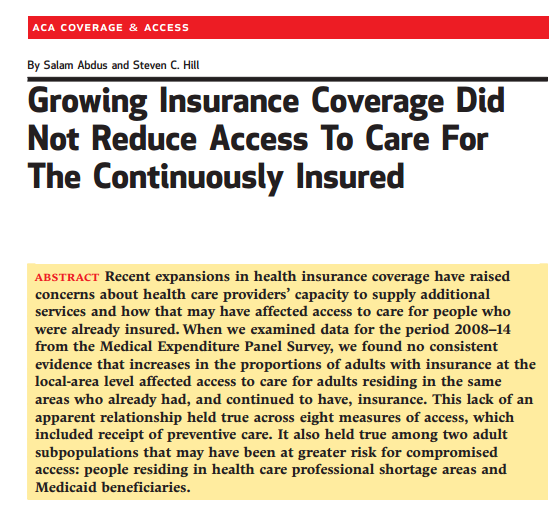 ACA COVERAGE & ACCESS
By Salam Abdus and Steven C. Hill
Growing Insurance Coverage Did
Not Reduce Access To Care For
The Continuously Insured
ABSTRACT Recent expansions in health insurance coverage have raised
concerns about health care providers' capacity to supply additional
services and how that may have affected access to care for people who
were already insured. When we examined data for the period 2008–14
from the Medical Expenditure Panel Survey, we found no consistent
evidence that increases in the proportions of adults with insurance at the
local-area level affected access to care for adults residing in the same
areas who already had, and continued to have, insurance. This lack of an
apparent relationship held true across eight measures of access, which
included receipt of preventive care. It also held true among two adult
subpopulations that may have been at greater risk for compromised
access: people residing in health care professional shortage areas and
Medicaid beneficiaries.